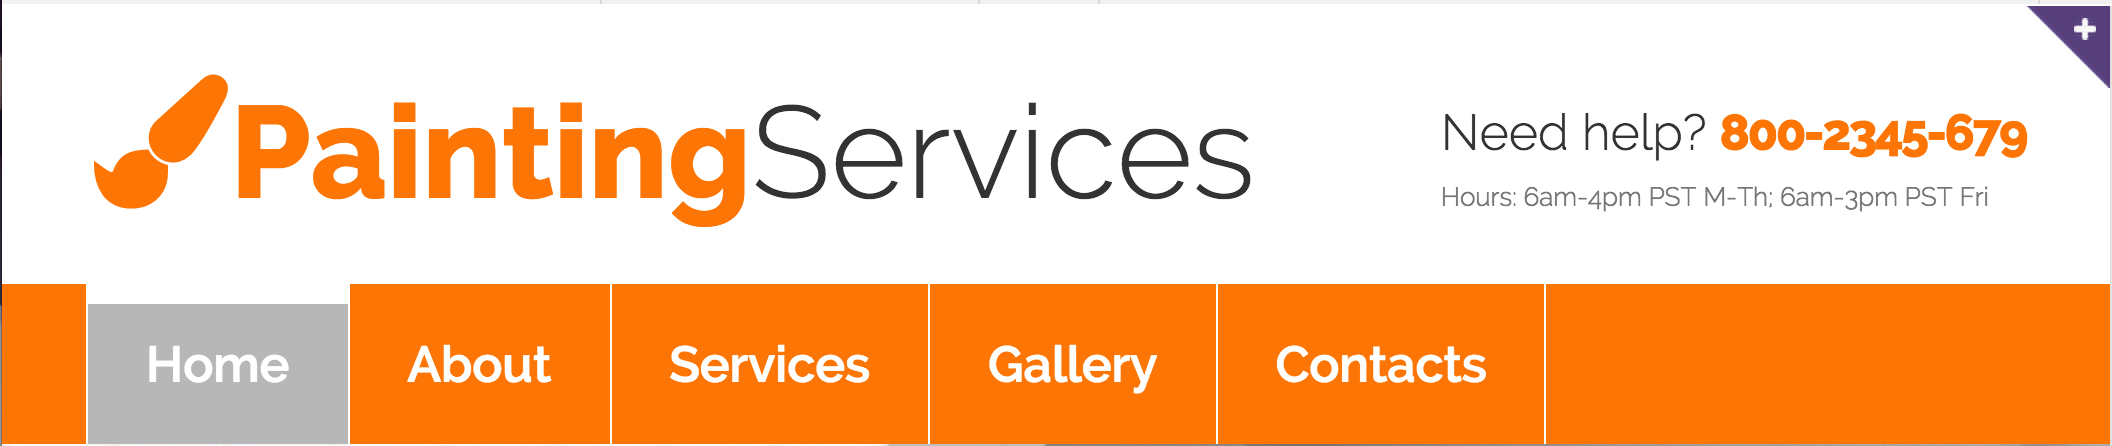 PaintingServices
Need help? 800-2345-679
Hours: 6am-4pm PST M-Th; 6am-3pm PST Fri
Home About Services Gallery Contacts